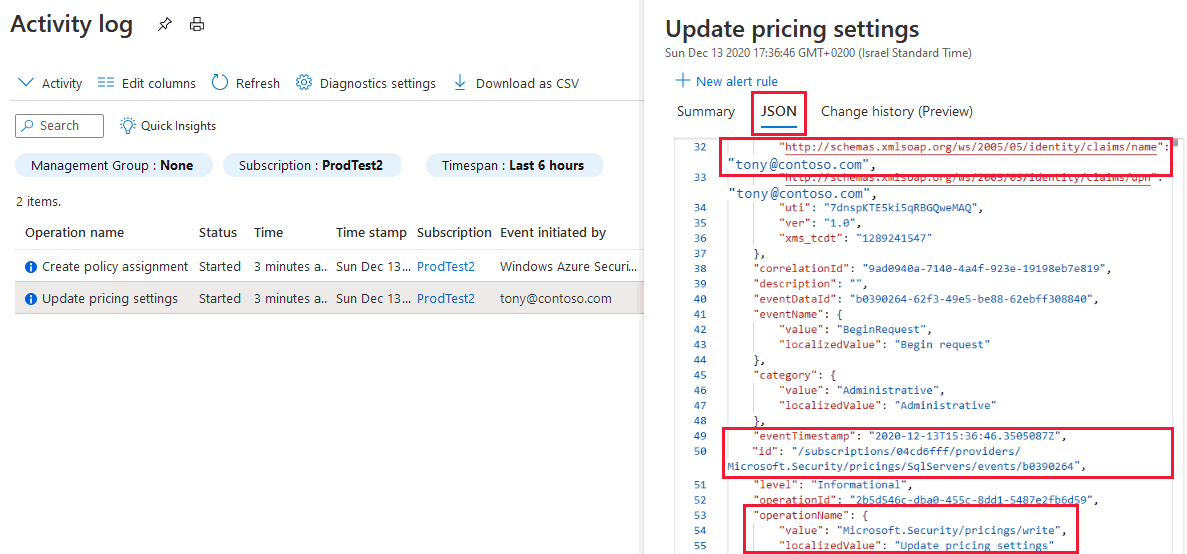 Activity log
Activity Edit columns Refresh Diagnostics settings Download as CSV
Search Quick Insights
Management Group : None Subscription : ProdTest2 Timespan : Last 6 hours
2 items.
Operation name Status Time Time stamp Subscription Event initiated by
Create policy assignment Started 3 minutes a... Sun Dec 13... ProdTest2 Windows Azure Securi...
Update pricing settings Started 3 minutes a... Sun Dec 13... ProdTest2 tony@contoso.com
Update pricing settings
Sun Dec 13 2020 17:36:46 GMT+0200 (Israel Standard Time)
New alert rule
Summary JSON Change history (Preview)
32 "http://schemas.xmlsoap.org/ws/2005/05/identity/claims/name":
"tony@contoso.com",
33 "http://schemas.xmlsoap.org/ws/2005/05/identity/claims/upn":
"tony@contoso.com",
34 "uti": "7dnspKTE5ki5qRBGQweMAQ",
35 "ver": "1.0",
36 "xms_tcdt": "1289241547"
37 },
38 "correlationId": "9ad0940a-7140-4a4f-923e-19198eb7e819",
39 "description": "",
40 "eventDataId": "b0390264-62f3-49e5-be88-62ebff308840",
41 "eventName": {
42 "value": "BeginRequest",
43 "localizedValue": "Begin request"
44 },
45 "category": {
46 "value": "Administrative",
47 "localizedValue": "Administrative"
48 },
49 "eventTimestamp": "2020-12-13T15:36:46.3505087Z",
50 "id": "/subscriptions/04cd6fff/providers/
Microsoft.Security/pricings/SqlServers/events/b0390264",
51 "level": "Informational",
52 "operationId": "2b5d546c-dba0-455c-8dd1-5487e2fb6d59",
53 "operationName": {
54 "value": "Microsoft.Security/pricings/write",
55 "localizedValue": "Update pricing settings"